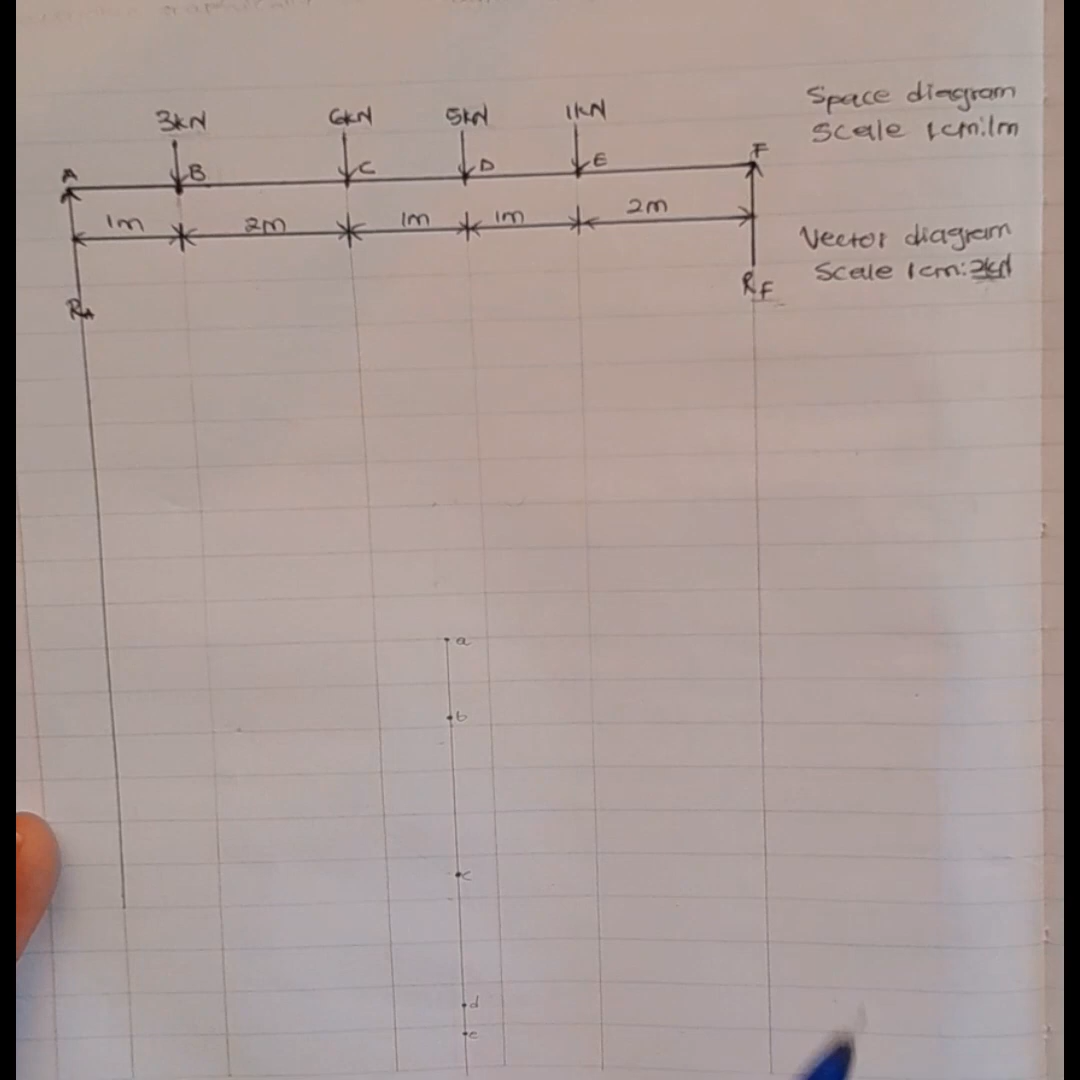 Space diagram
Scale 1cm:1m
3kN 6kN 5kN 1kN
A B C D E F
1m 2m 1m 1m 2m
Vector diagram
Scale 1cm:2kN
RA RF
a
b
c
d
e